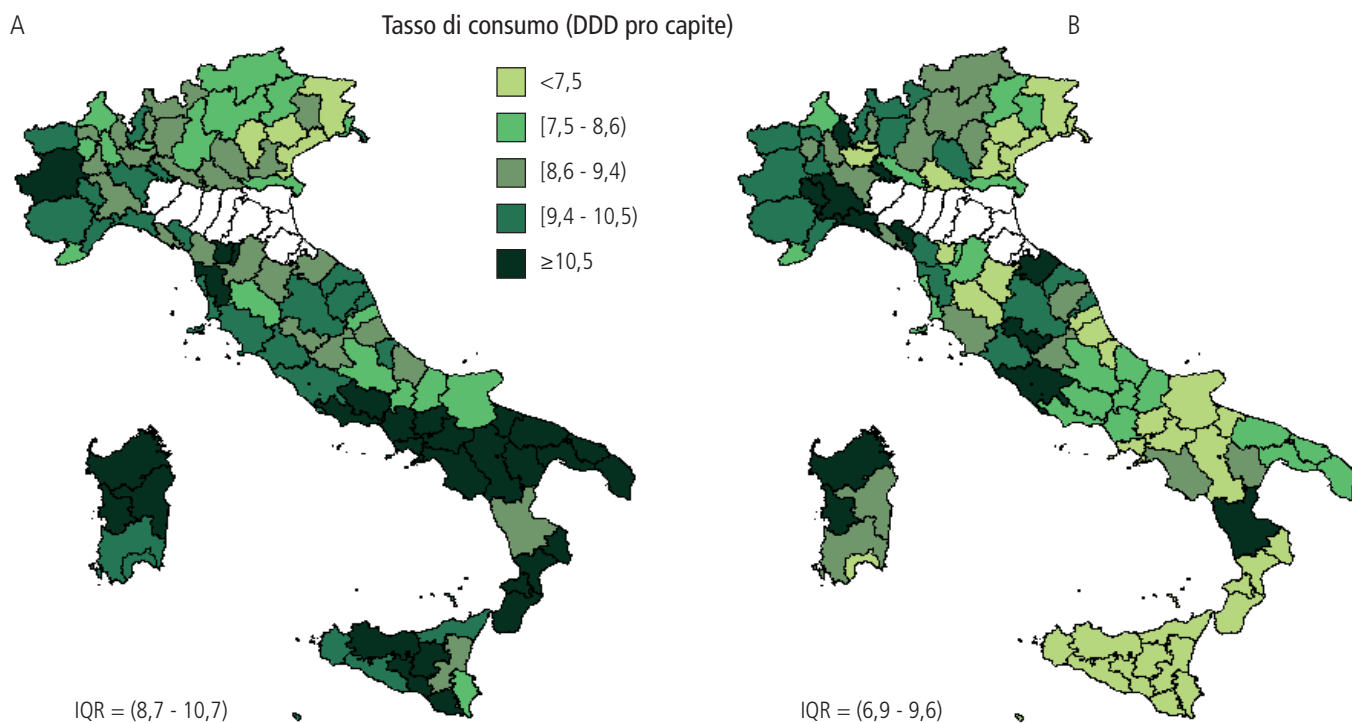 A
Tasso di consumo (DDD pro capite)
B
<7,5
[7,5 - 8,6)
[8,6 - 9,4)
[9,4 - 10,5)
≥10,5
IQR = (8,7 - 10,7)
IQR = (6,9 - 9,6)